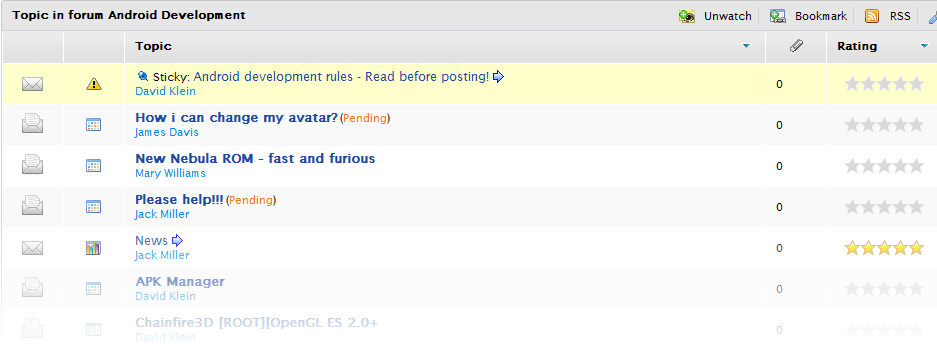 Topic in forum Android Development Unwatch Bookmark RSS
Topic Rating
Sticky: Android development rules - Read before posting! 0
David Klein
How i can change my avatar? (Pending) 0
James Davis
New Nebula ROM - fast and furious 0
Mary Williams
Please help!!! (Pending) 0
Jack Miller
News 0
Jack Miller
APK Manager 0
David Klein
Chainfire3D [ROOT][OpenGL ES 2.0+ 0
David Klein